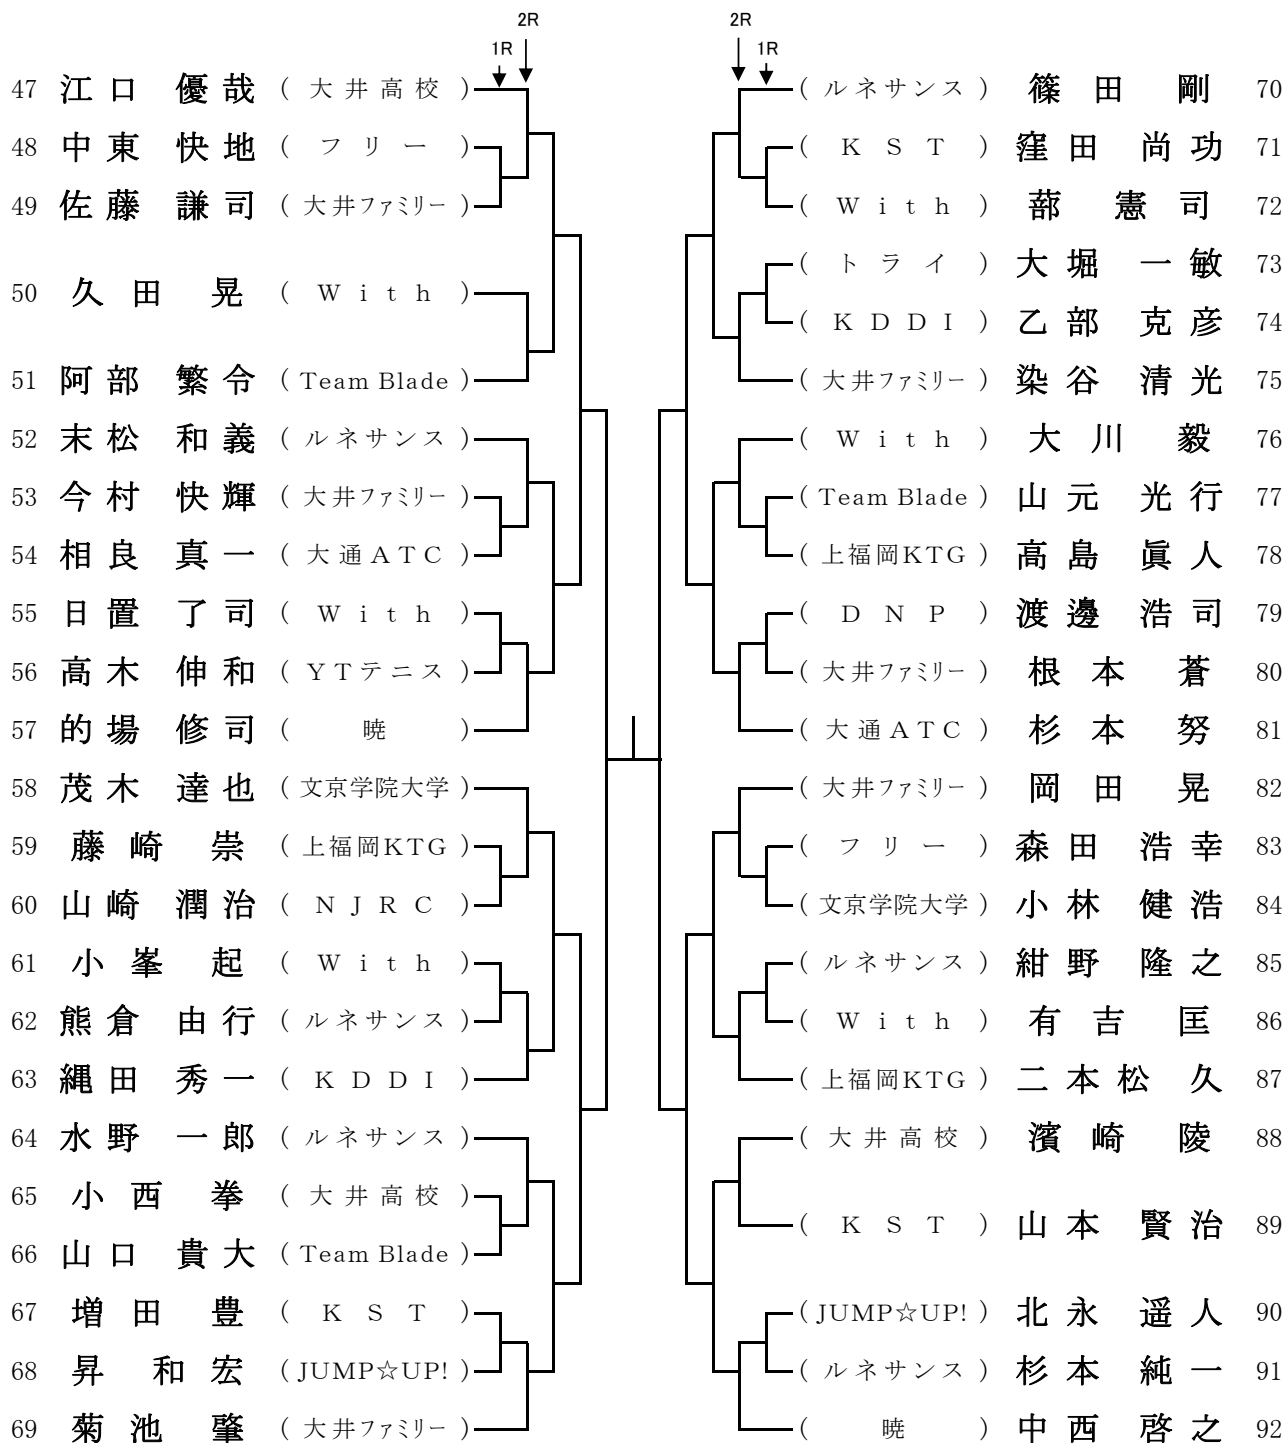 2R 2R
1R 1R
47 江口 優哉 ( 大井高校 )
48 中東 快地 ( フリー )
49 佐藤 謙司 ( 大井ファミリー )
50 久田 晃 ( With )
51 阿部 繁令 ( Team Blade )
52 末松 和義 ( ルネサンス )
53 今村 快輝 ( 大井ファミリー )
54 相良 真一 ( 大通ATC )
55 日置 了司 ( With )
56 高木 伸和 ( YTテニス )
57 的場 修司 ( 暁 )
58 茂木 達也 ( 文京学院大学 )
59 藤崎 崇 ( 上福岡KTG )
60 山崎 潤治 ( NJRC )
61 小峯 起 ( With )
62 熊倉 由行 ( ルネサンス )
63 縄田 秀一 ( KDDI )
64 水野 一郎 ( ルネサンス )
65 小西 拳 ( 大井高校 )
66 山口 貴大 ( Team Blade )
67 増田 豊 ( KST )
68 昇 和宏 ( JUMP☆UP! )
69 菊池 肇 ( 大井ファミリー )
( ルネサンス ) 篠田 剛 70
( KST ) 窪田 尚功 71
( With ) 蔀 憲司 72
( トライ ) 大堀 一敏 73
( KDDI ) 乙部 克彦 74
( 大井ファミリー ) 染谷 清光 75
( With ) 大川 毅 76
( Team Blade ) 山元 光行 77
( 上福岡KTG ) 高島 眞人 78
( DNP ) 渡邊 浩司 79
( 大井ファミリー ) 根本 蒼 80
( 大通ATC ) 杉本 努 81
( 大井ファミリー ) 岡田 晃 82
( フリー ) 森田 浩幸 83
( 文京学院大学 ) 小林 健浩 84
( ルネサンス ) 紺野 隆之 85
( With ) 有吉 匡 86
( 上福岡KTG ) 二本松 久 87
( 大井高校 ) 濱崎 陵 88
( KST ) 山本 賢治 89
( JUMP☆UP! ) 北永 遥人 90
( ルネサンス ) 杉本 純一 91
( 暁 ) 中西 啓之 92